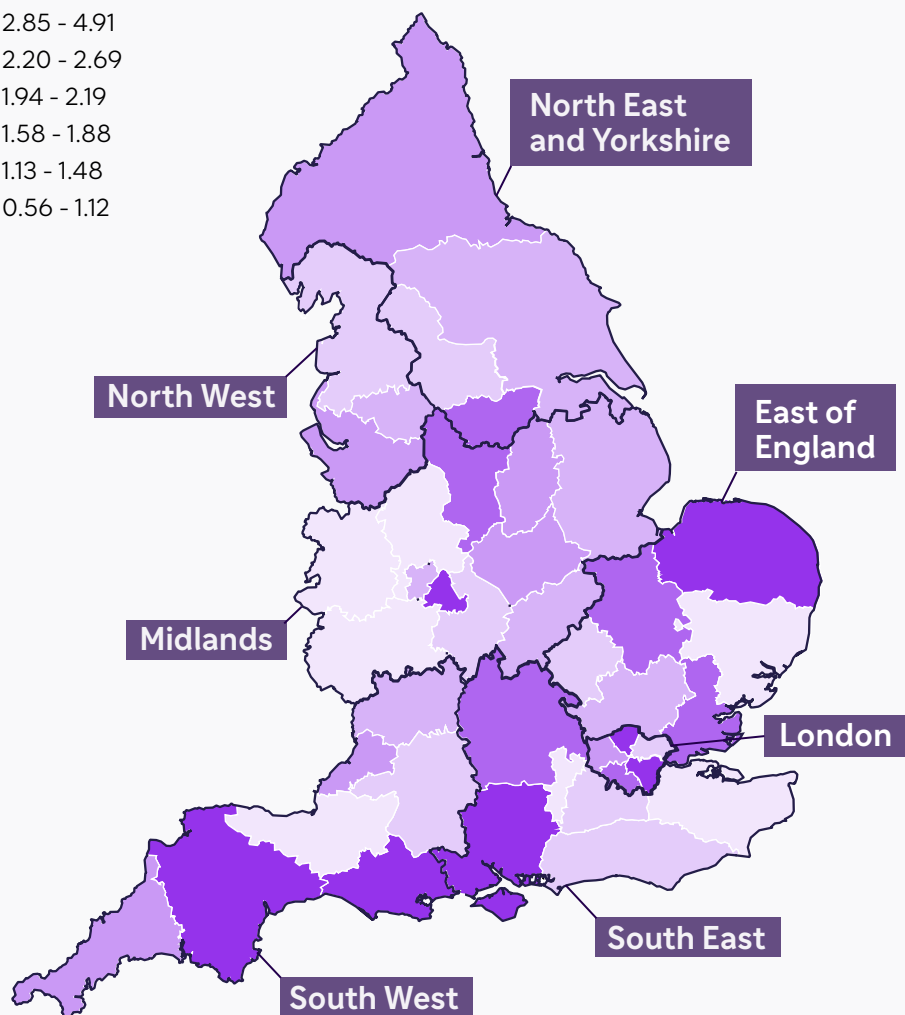 2.85 - 4.91
2.20 - 2.69
1.94 - 2.19
1.58 - 1.88
1.13 - 1.48
0.56 - 1.12
North East
and Yorkshire
North West
East of
England
Midlands
London
South East
South West